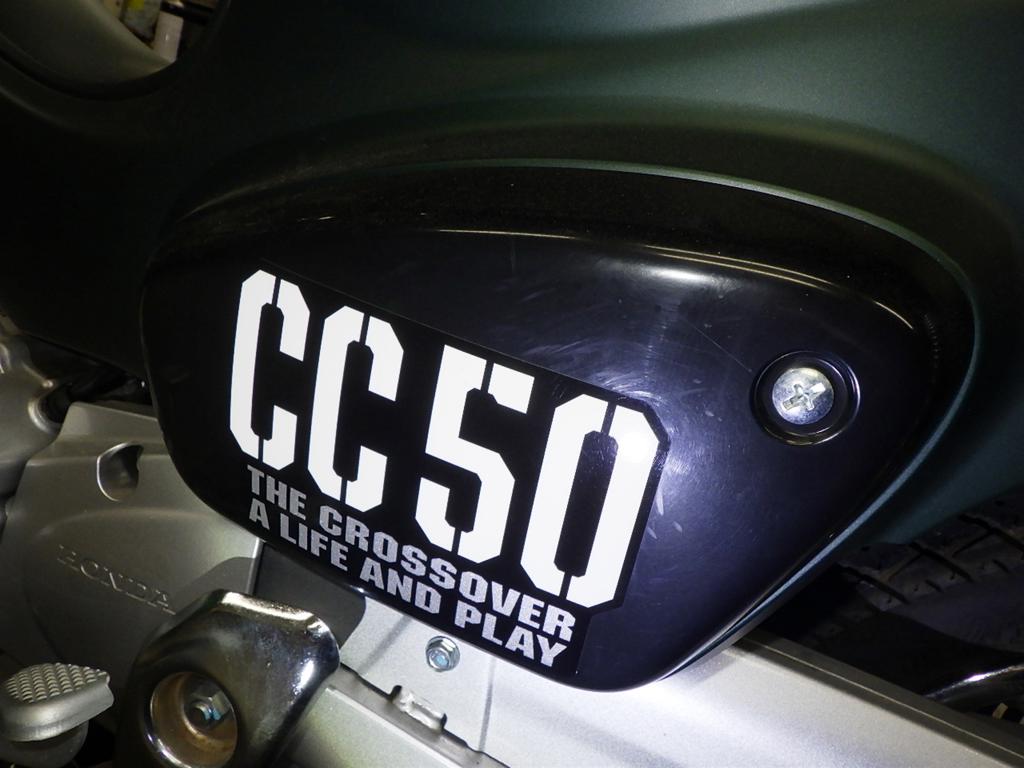 CC50
THE CROSSOVER
A LIFE AND PLAY
HONDA